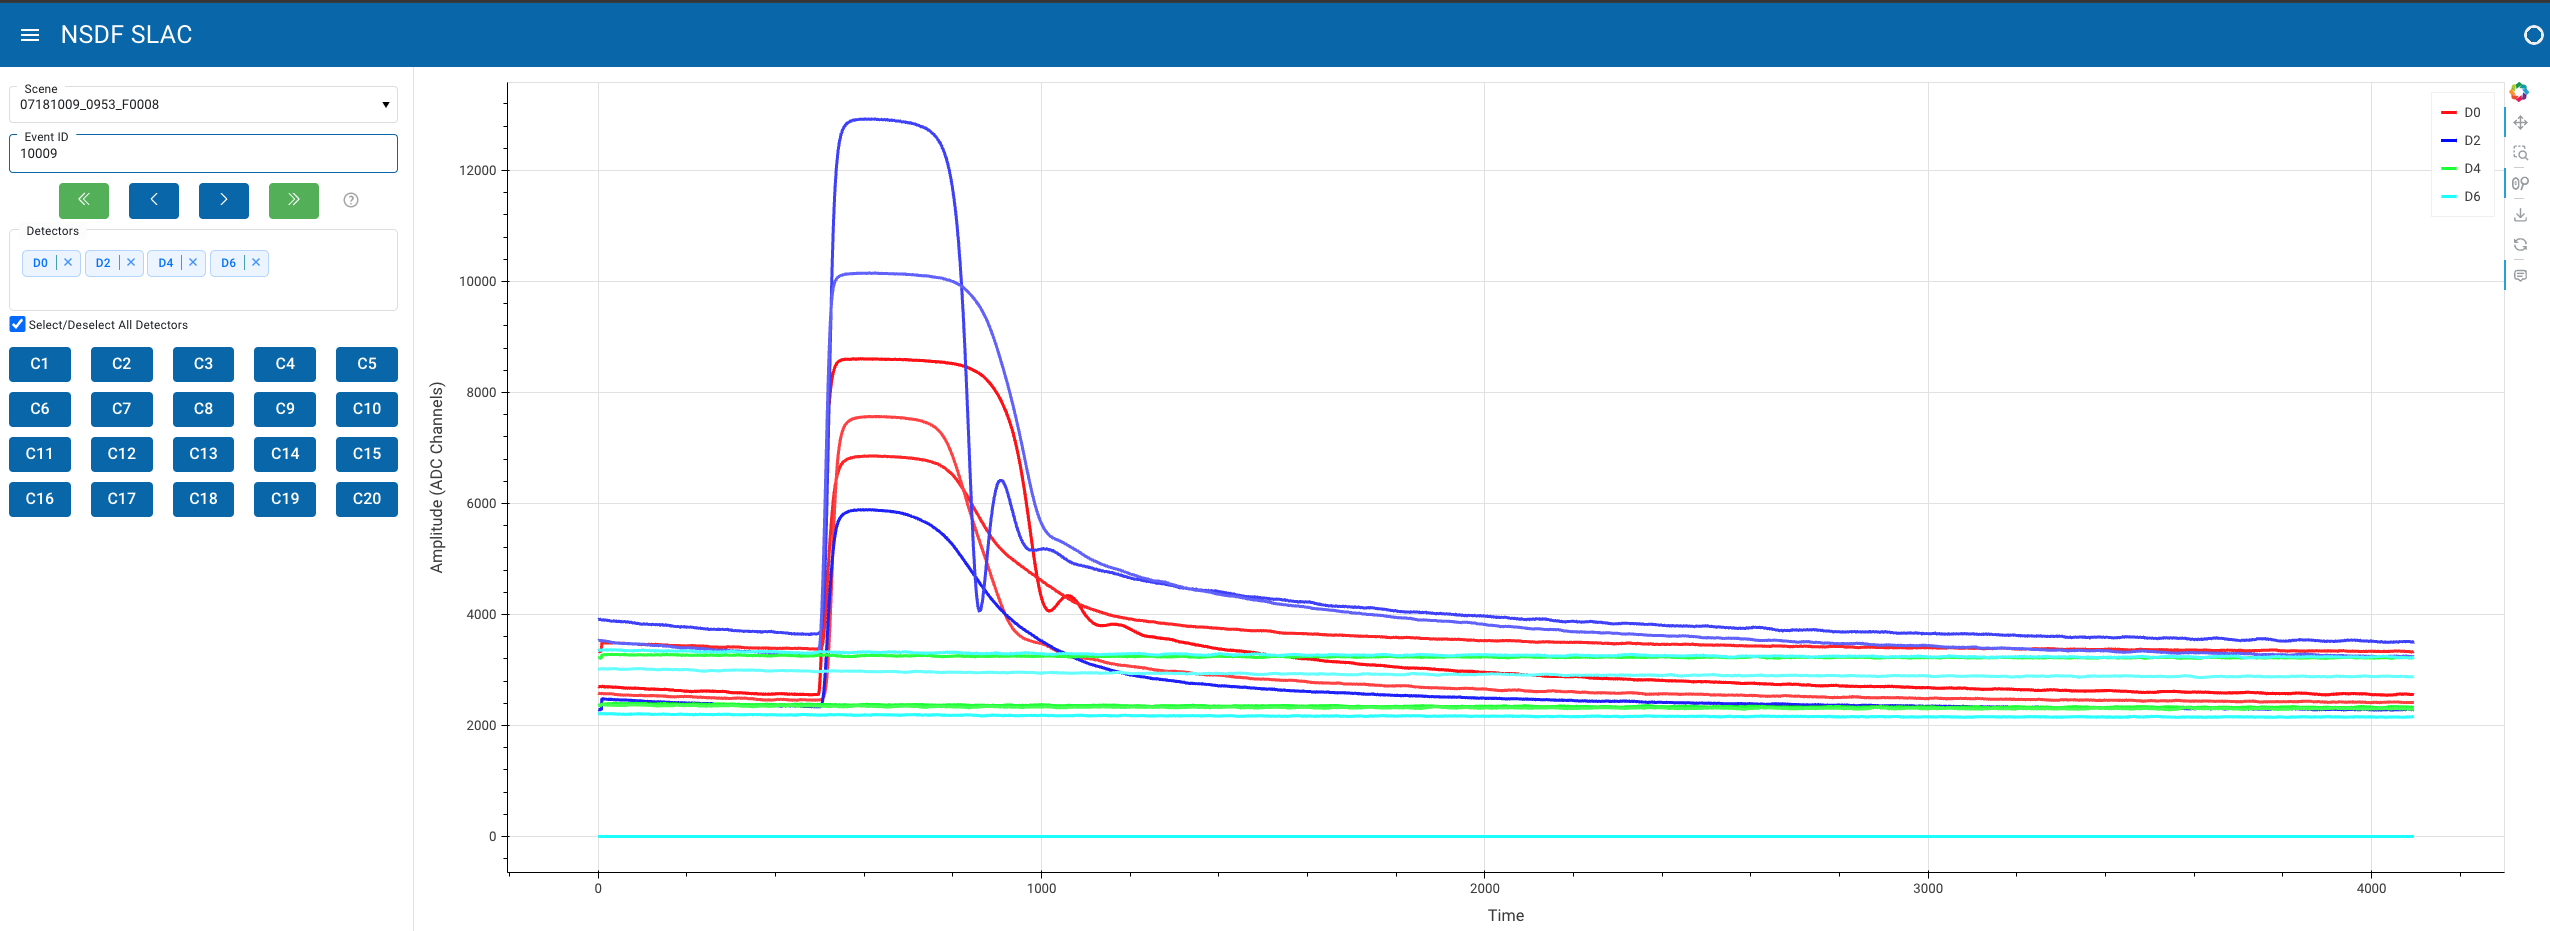 NSDF SLAC
Scene
07181009_0953_F0008
Event ID
10009
Detectors
D0 D2 D4 D6
Select/Deselect All Detectors
C1 C2 C3 C4 C5
C6 C7 C8 C9 C10
C11 C12 C13 C14 C15
C16 C17 C18 C19 C20
Amplitude (ADC Channels)
12000
10000
8000
6000
4000
2000
0
0 1000 2000 3000 4000
Time
D0
D2
D4
D6